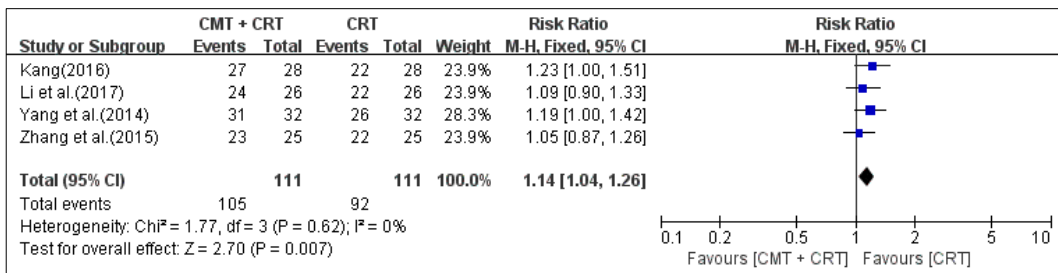 CMT + CRT CRT Risk Ratio Risk Ratio
Study or Subgroup Events Total Events Total Weight M-H, Fixed, 95% CI M-H, Fixed, 95% CI
Kang(2016) 27 28 22 28 23.9% 1.23 [1.00, 1.51]
Li et al.(2017) 24 26 22 26 23.9% 1.09 [0.90, 1.33]
Yang et al.(2014) 31 32 26 32 28.3% 1.19 [1.00, 1.42]
Zhang et al.(2015) 23 25 22 25 23.9% 1.05 [0.87, 1.26]
Total (95% CI) 111 111 100.0% 1.14 [1.04, 1.26]
Total events 105 92
Heterogeneity: Chi² = 1.77, df = 3 (P = 0.62); I² = 0%
Test for overall effect: Z = 2.70 (P = 0.007)
0.1 0.2 0.5 1 2 5 10
Favours [CMT + CRT] Favours [CRT]